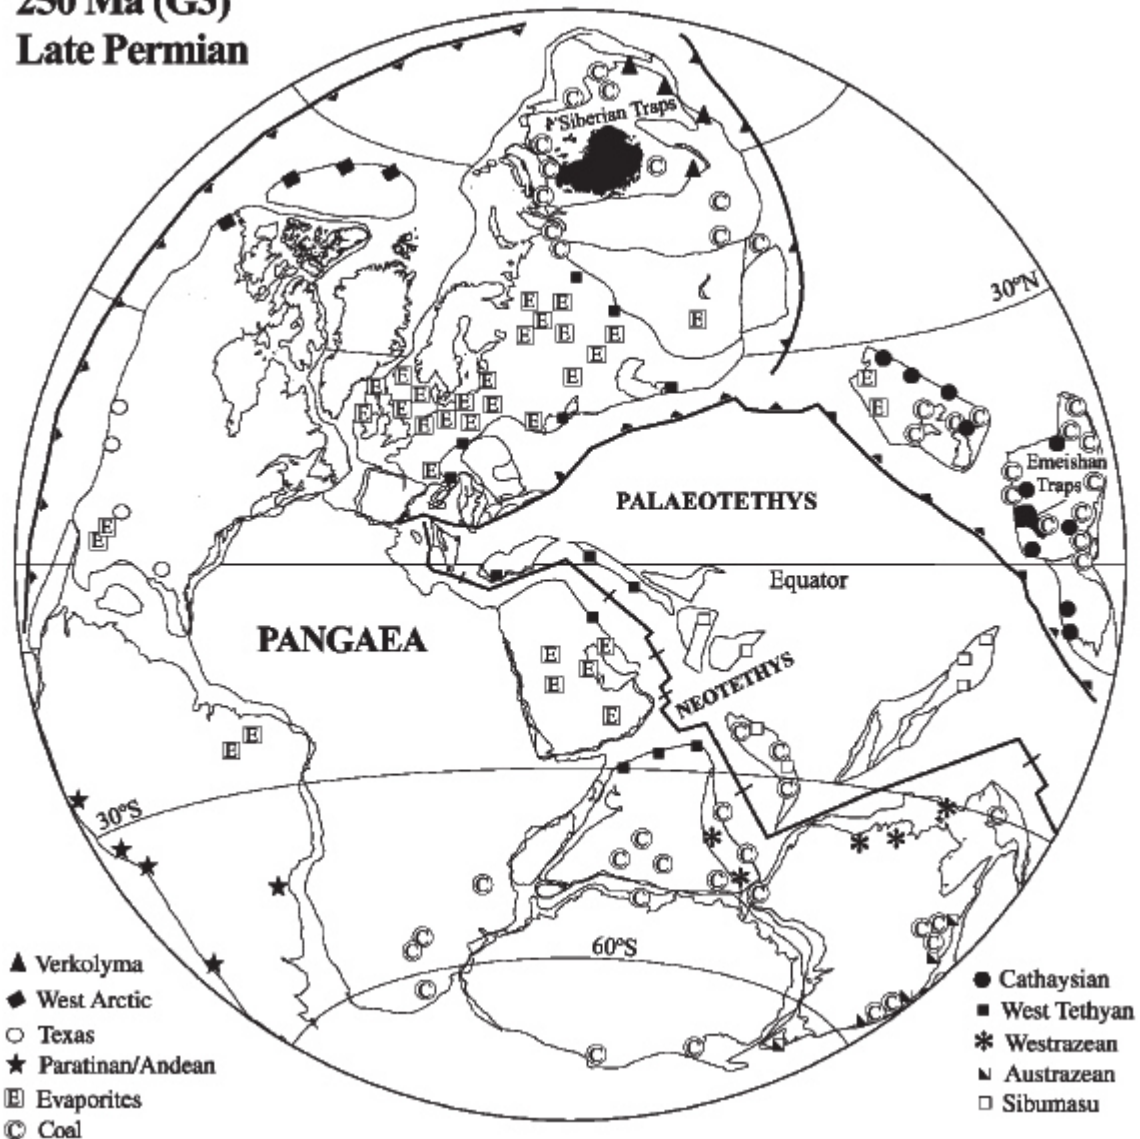 250 Ma (G3)
Late Permian
Siberian Traps
30°N
Emeishan
Traps
PALAEOTETHYS
Equator
PANGAEA
NEOTETHYS
30°S
60°S
Verkolyma
West Arctic
Texas
Paratinan/Andean
E Evaporites
© Coal
Cathaysian
West Tethyan
Westrazean
Austrazean
Sibumasu